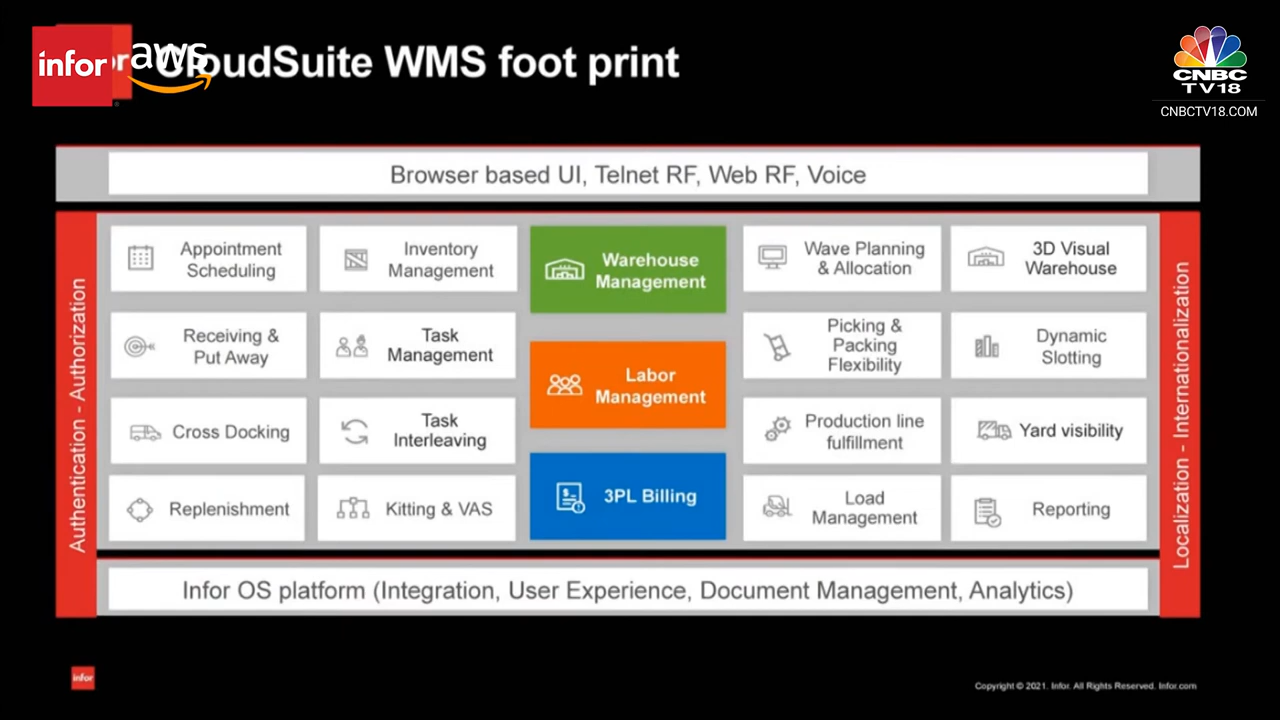 infor
aws
CloudSuite WMS foot print
CNBC
TV18
CNBCTV18.COM
Browser based UI, Telnet RF, Web RF, Voice
Authentication - Authorization
Appointment
Scheduling
Inventory
Management
Warehouse
Management
Wave Planning
& Allocation
3D Visual
Warehouse
Receiving &
Put Away
Task
Management
Labor
Management
Picking &
Packing
Flexibility
Dynamic
Slotting
Cross Docking
Task
Interleaving
Production line
fulfillment
Yard visibility
Replenishment
Kitting & VAS
3PL Billing
Load
Management
Reporting
Localization - Internationalization
Infor OS platform (Integration, User Experience, Document Management, Analytics)
infor
Copyright © 2021. Infor. All Rights Reserved. Infor.com